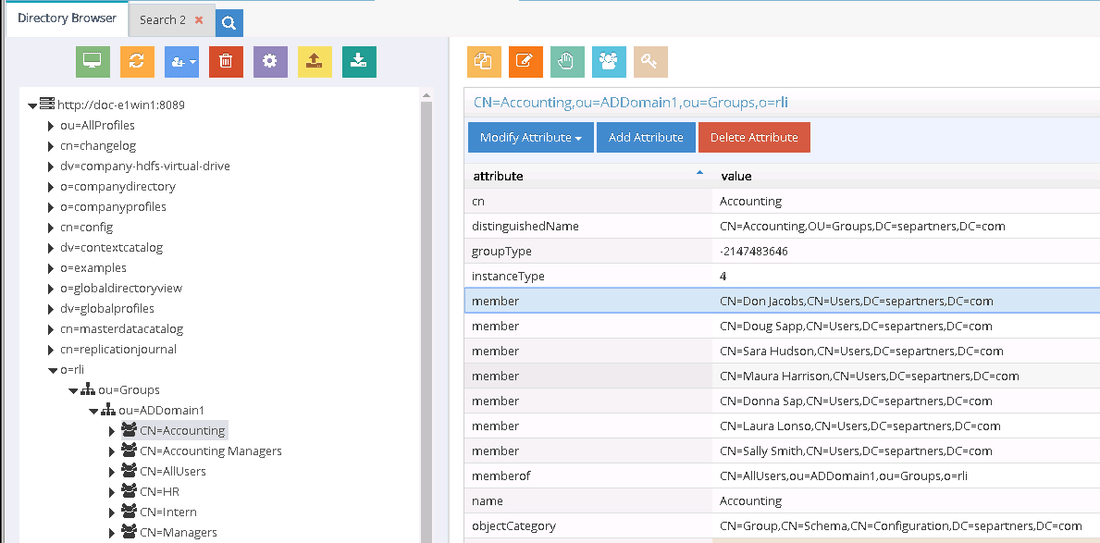 Directory Browser
Search 2 ×
http://doc-e1win1:8089
ou=AllProfiles
cn=changelog
dv=company-hdfs-virtual-drive
o=companydirectory
o=companyprofiles
cn=config
dv=contextcatalog
o=examples
o=globaldirectoryview
dv=globalprofiles
cn=masterdatacatalog
cn=replicationjournal
o=rli
ou=Groups
ou=ADDomain1
CN=Accounting
CN=Accounting Managers
CN=AllUsers
CN=HR
CN=Intern
CN=Managers
CN=Accounting,ou=ADDomain1,ou=Groups,o=rli
Modify Attribute Add Attribute Delete Attribute
attribute value
cn Accounting
distinguishedName CN=Accounting,OU=Groups,DC=separtners,DC=com
groupType -2147483646
instanceType 4
member CN=Don Jacobs,CN=Users,DC=separtners,DC=com
member CN=Doug Sapp,CN=Users,DC=separtners,DC=com
member CN=Sara Hudson,CN=Users,DC=separtners,DC=com
member CN=Maura Harrison,CN=Users,DC=separtners,DC=com
member CN=Donna Sap,CN=Users,DC=separtners,DC=com
member CN=Laura Lonso,CN=Users,DC=separtners,DC=com
member CN=Sally Smith,CN=Users,DC=separtners,DC=com
memberof CN=AllUsers,ou=ADDomain1,ou=Groups,o=rli
name Accounting
objectCategory CN=Group,CN=Schema,CN=Configuration,DC=separtners,DC=com